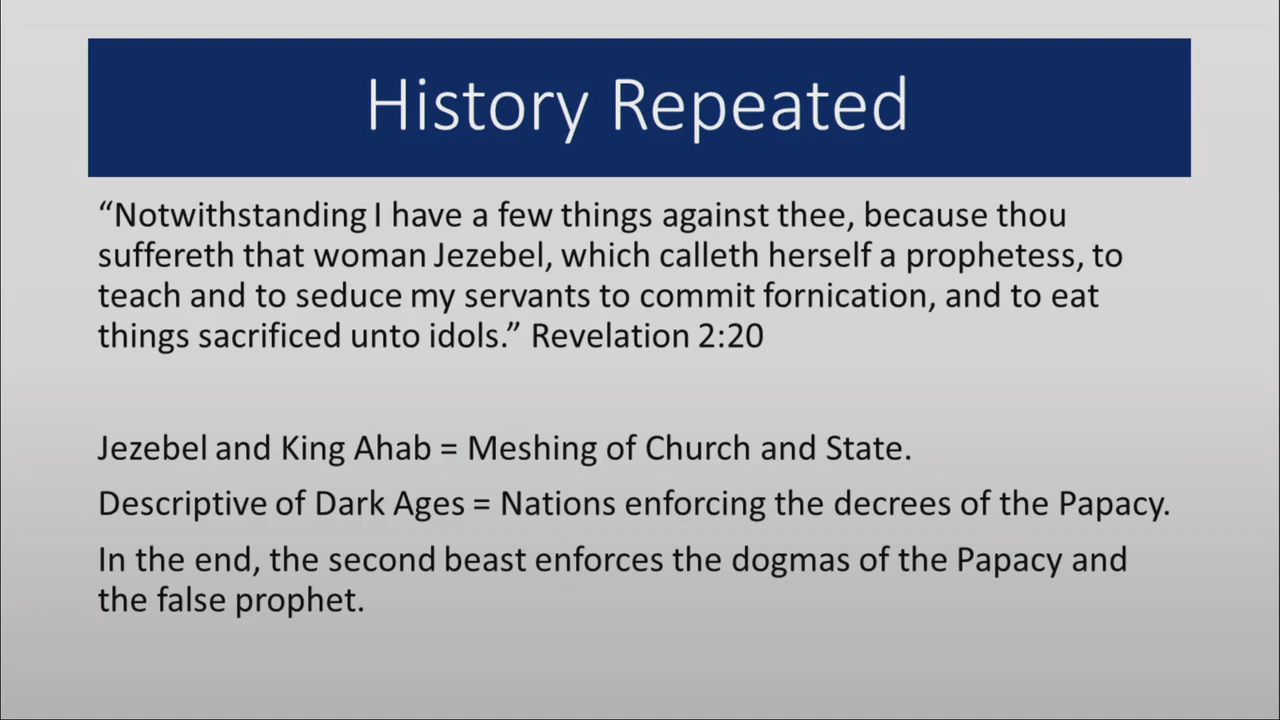 History Repeated
“Notwithstanding I have a few things against thee, because thou
suffereth that woman Jezebel, which calleth herself a prophetess, to
teach and to seduce my servants to commit fornication, and to eat
things sacrificed unto idols.” Revelation 2:20
Jezebel and King Ahab = Meshing of Church and State.
Descriptive of Dark Ages = Nations enforcing the decrees of the Papacy.
In the end, the second beast enforces the dogmas of the Papacy and
the false prophet.